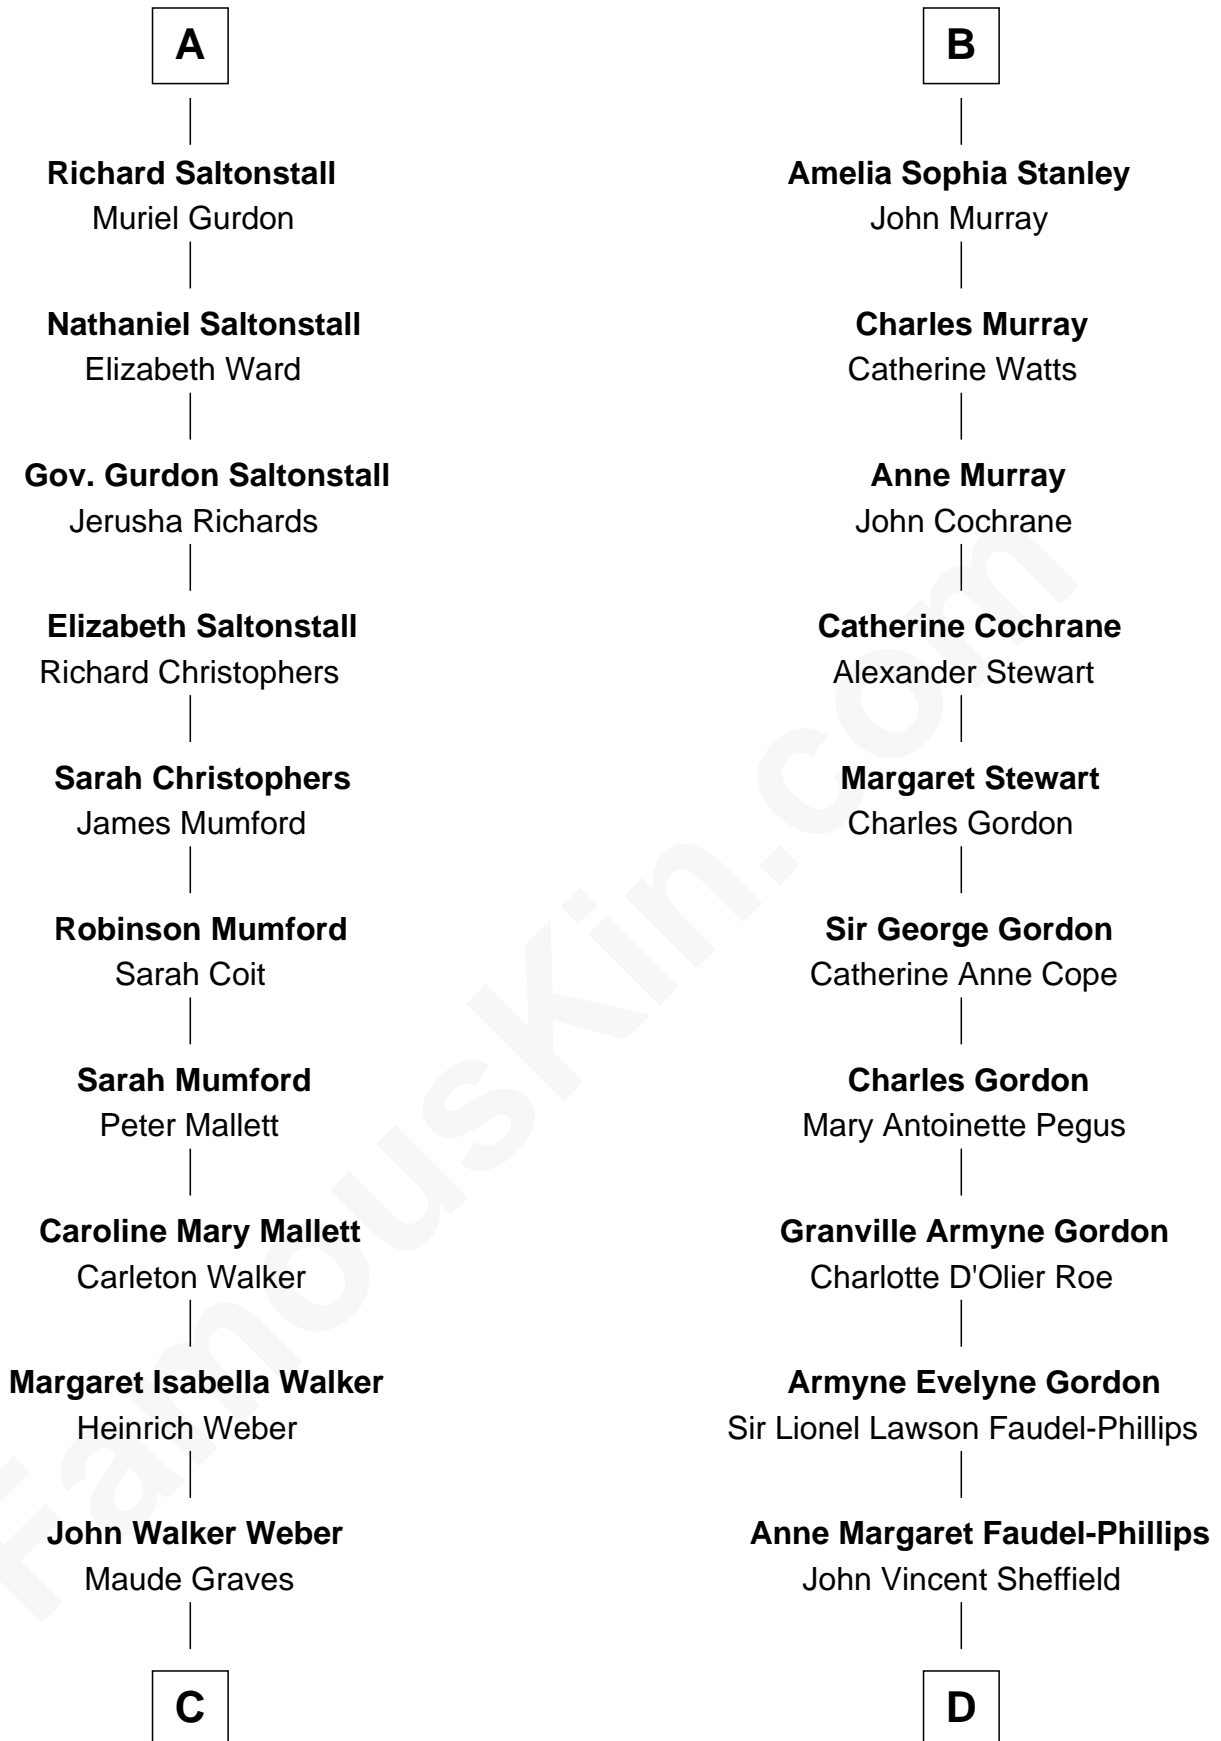 A
Richard Saltonstall
Muriel Gurdon
Nathaniel Saltonstall
Elizabeth Ward
Gov. Gurdon Saltonstall
Jerusha Richards
Elizabeth Saltonstall
Richard Christophers
Sarah Christophers
James Mumford
Robinson Mumford
Sarah Coit
Sarah Mumford
Peter Mallett
Caroline Mary Mallett
Carleton Walker
Margaret Isabella Walker
Heinrich Weber
John Walker Weber
Maude Graves
C
B
Amelia Sophia Stanley
John Murray
Charles Murray
Catherine Watts
Anne Murray
John Cochrane
Catherine Cochrane
Alexander Stewart
Margaret Stewart
Charles Gordon
Sir George Gordon
Catherine Anne Cope
Charles Gordon
Mary Antoinette Pegus
Granville Armyne Gordon
Charlotte D'Olier Roe
Armyne Evelyne Gordon
Sir Lionel Lawson Faudel-Phillips
Anne Margaret Faudel-Phillips
John Vincent Sheffield
D
FamousKin.com